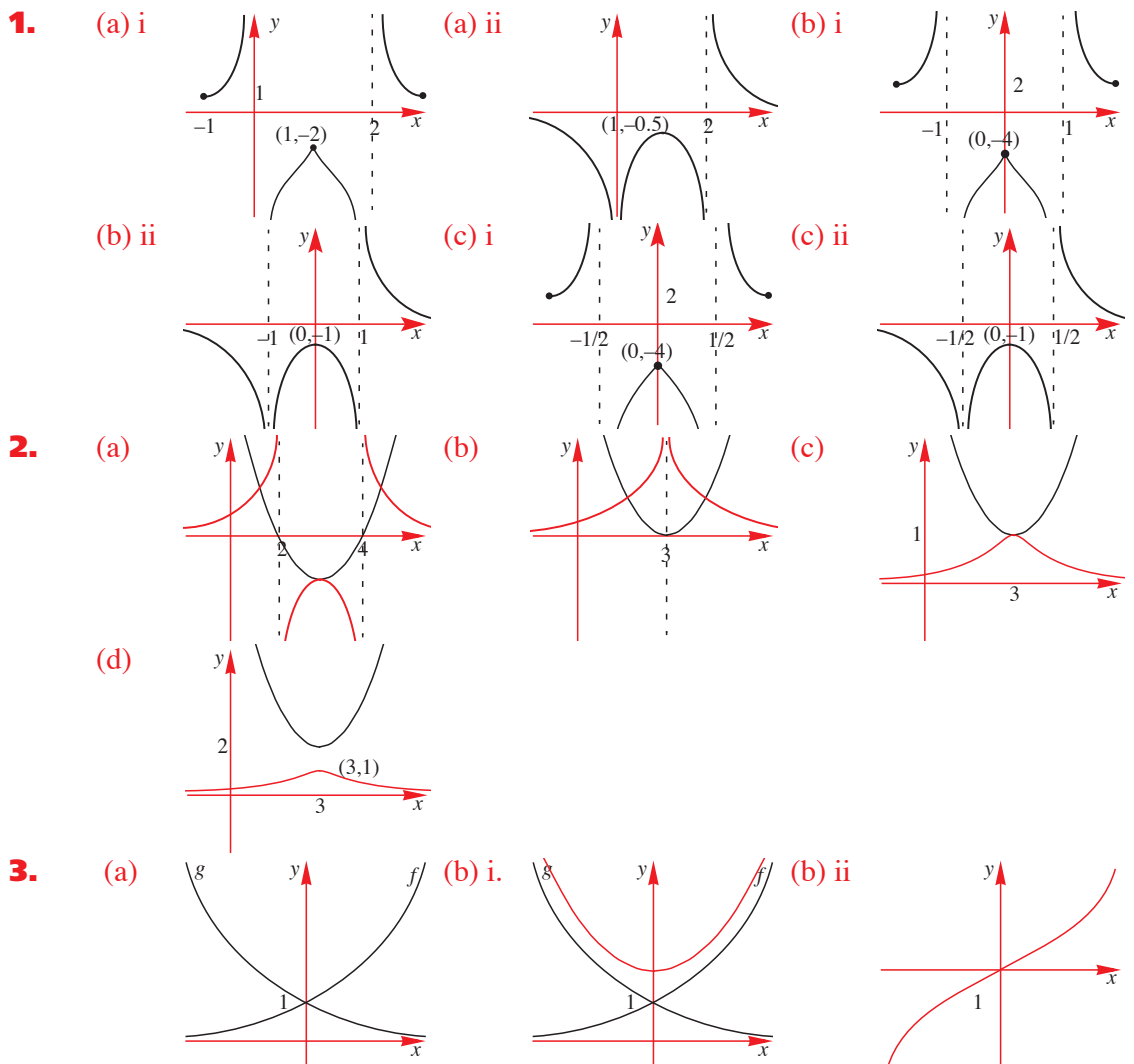 1. (a) i (a) ii (b) i
y y y
1 2
–1 (1,–2) 2 x (1,–0.5) 2 x –1 (0,–4) 1 x
(b) ii (c) i (c) ii
y y y
2
–1 (0,–1) 1 x –1/2 (0,–4) 1/2 x –1/2 (0,–1) 1/2 x
2. (a) (b) (c)
y y y
1
2 4 x 3 x 3 x
(d)
y
2
(3,1)
3 x
3. (a) (b) i. (b) ii
g y f g y f y
1 1 1
x x x